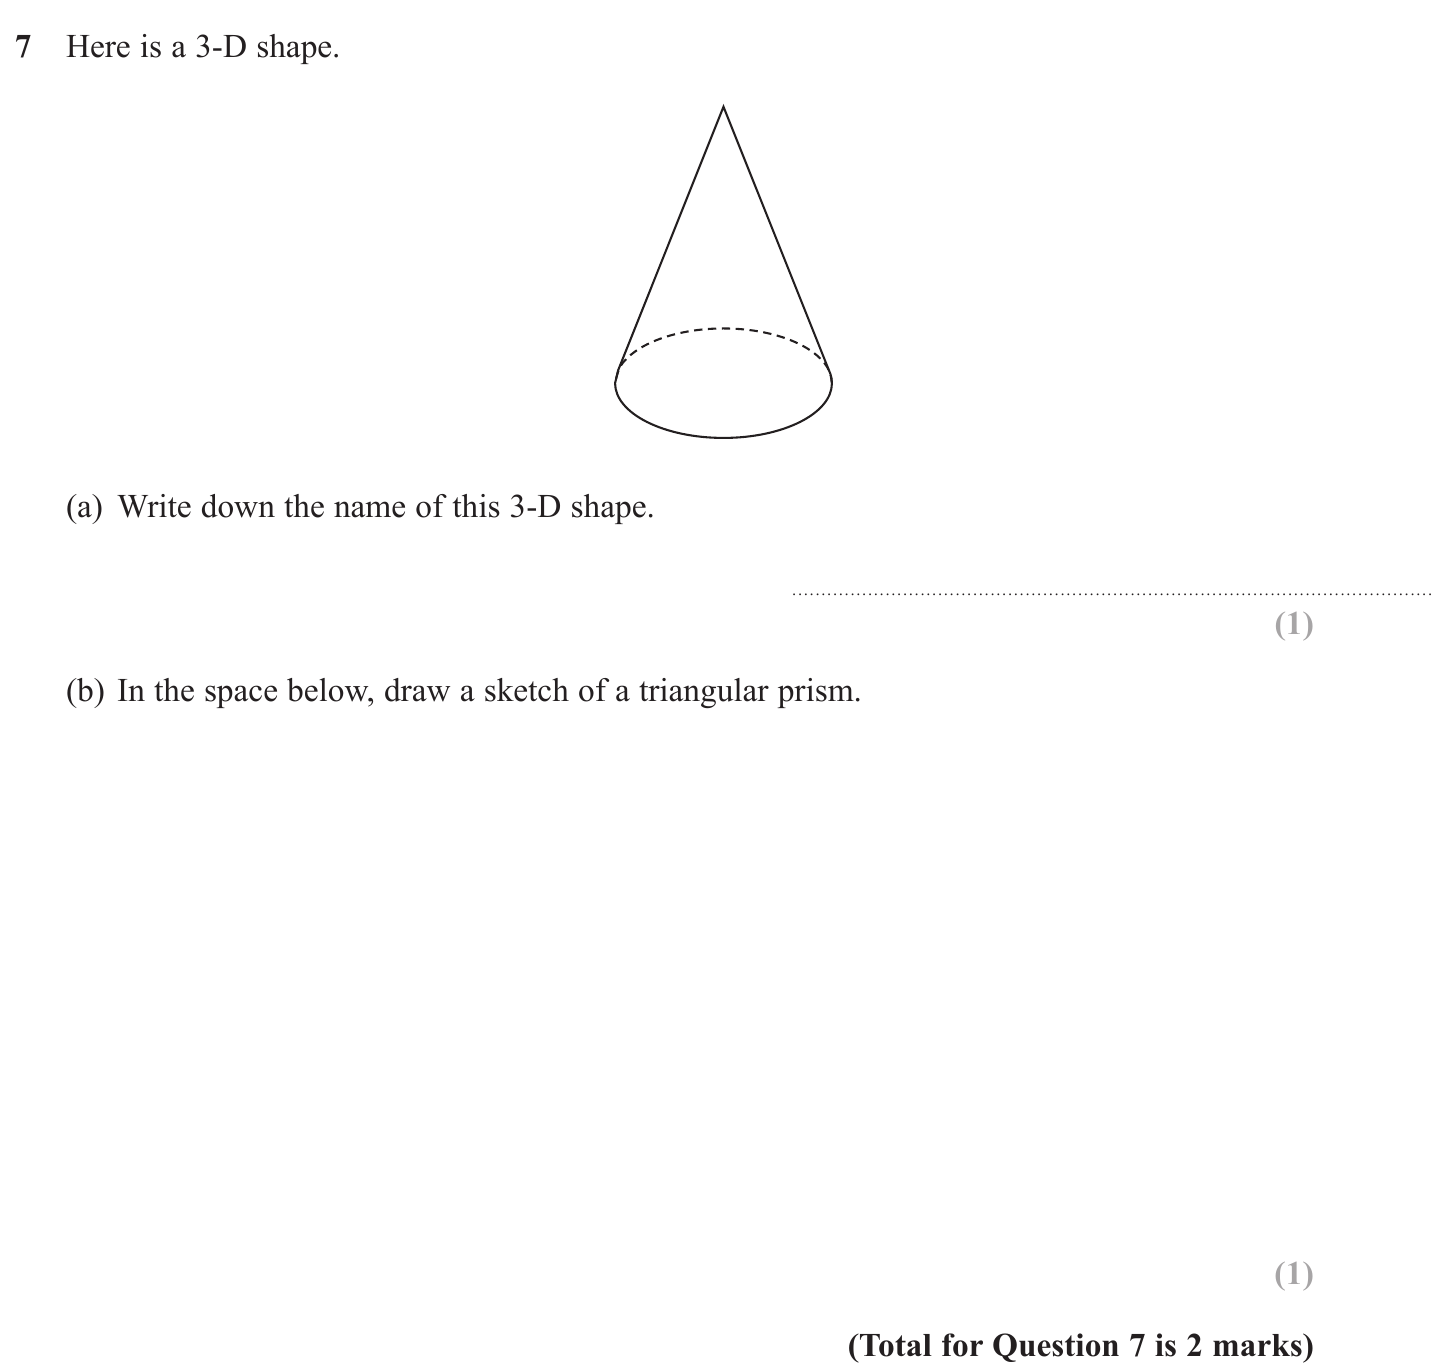 7 Here is a 3-D shape.
(a) Write down the name of this 3-D shape.
(1)
(b) In the space below, draw a sketch of a triangular prism.
(1)
(Total for Question 7 is 2 marks)